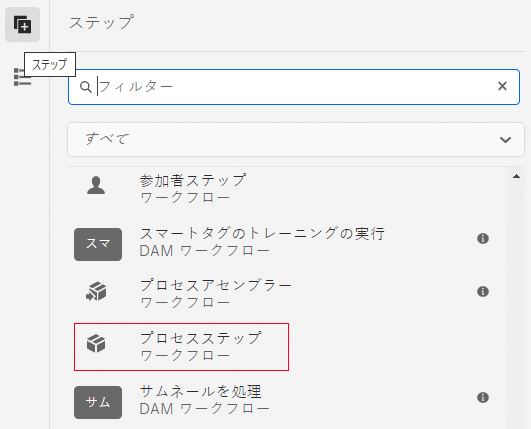 ステップ
ステップ
フィルター
すべて
参加者ステップ
ワークフロー
スマ
スマートタグのトレーニングの実行
DAM ワークフロー
プロセスアセンブラー
ワークフロー
プロセスステップ
ワークフロー
サム
サムネールを処理
DAM ワークフロー